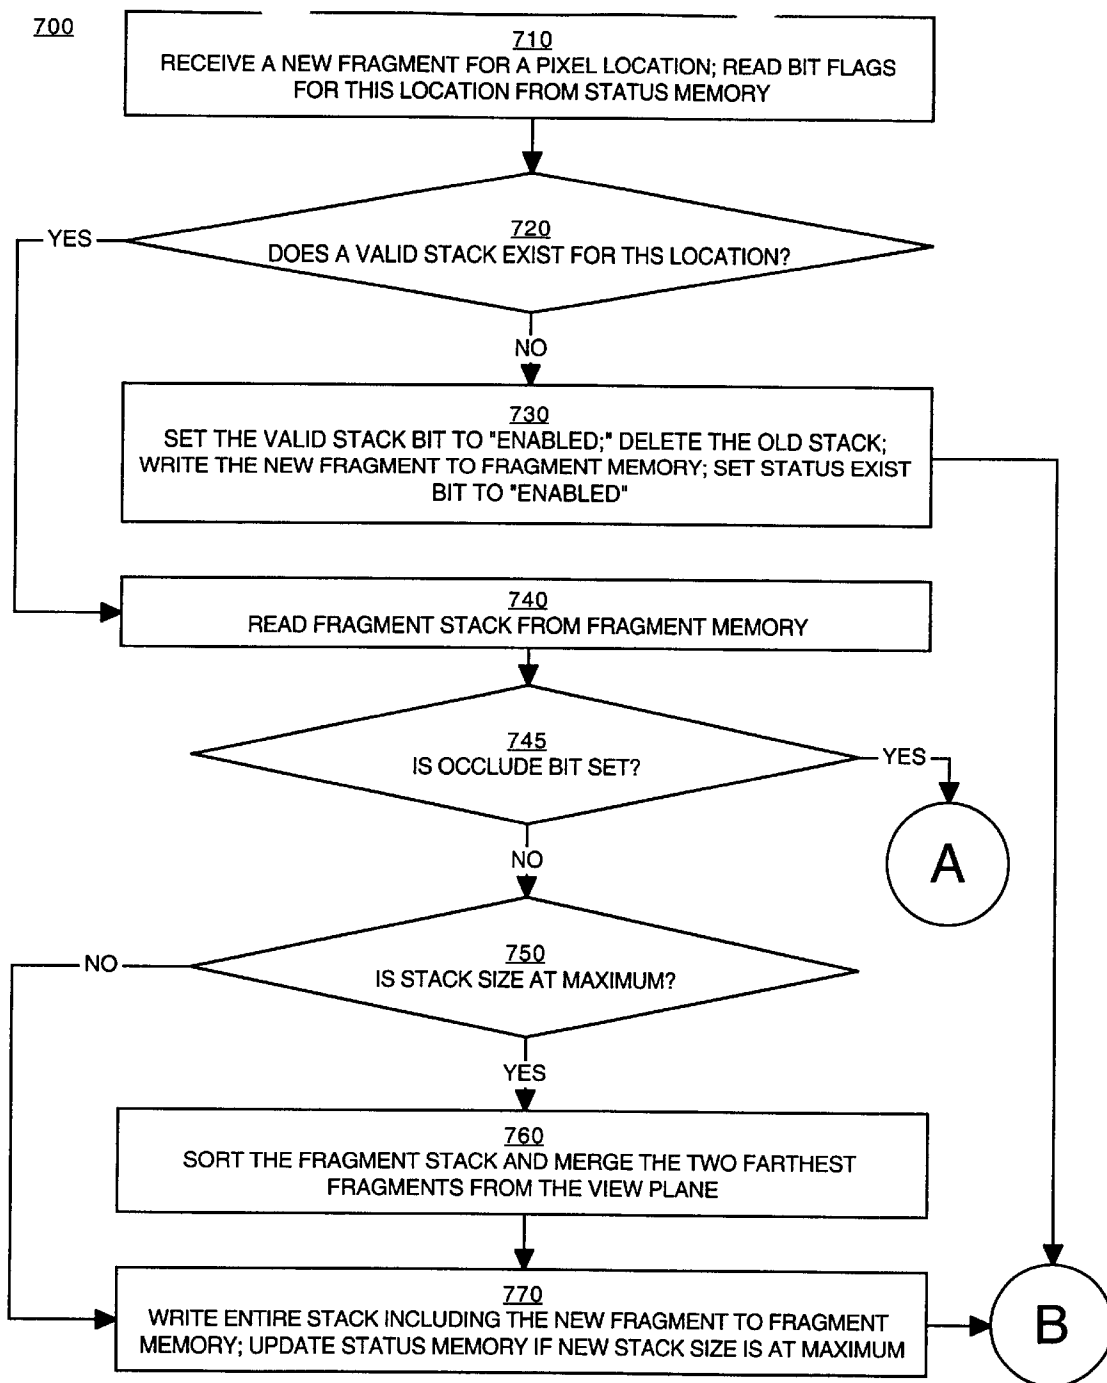 700
710
RECEIVE A NEW FRAGMENT FOR A PIXEL LOCATION; READ BIT FLAGS
FOR THIS LOCATION FROM STATUS MEMORY
720
DOES A VALID STACK EXIST FOR THS LOCATION?
YES
NO
730
SET THE VALID STACK BIT TO "ENABLED;" DELETE THE OLD STACK;
WRITE THE NEW FRAGMENT TO FRAGMENT MEMORY; SET STATUS EXIST
BIT TO "ENABLED"
740
READ FRAGMENT STACK FROM FRAGMENT MEMORY
745
IS OCCLUDE BIT SET?
YES
A
NO
750
IS STACK SIZE AT MAXIMUM?
NO
YES
760
SORT THE FRAGMENT STACK AND MERGE THE TWO FARTHEST
FRAGMENTS FROM THE VIEW PLANE
770
WRITE ENTIRE STACK INCLUDING THE NEW FRAGMENT TO FRAGMENT
MEMORY; UPDATE STATUS MEMORY IF NEW STACK SIZE IS AT MAXIMUM
B